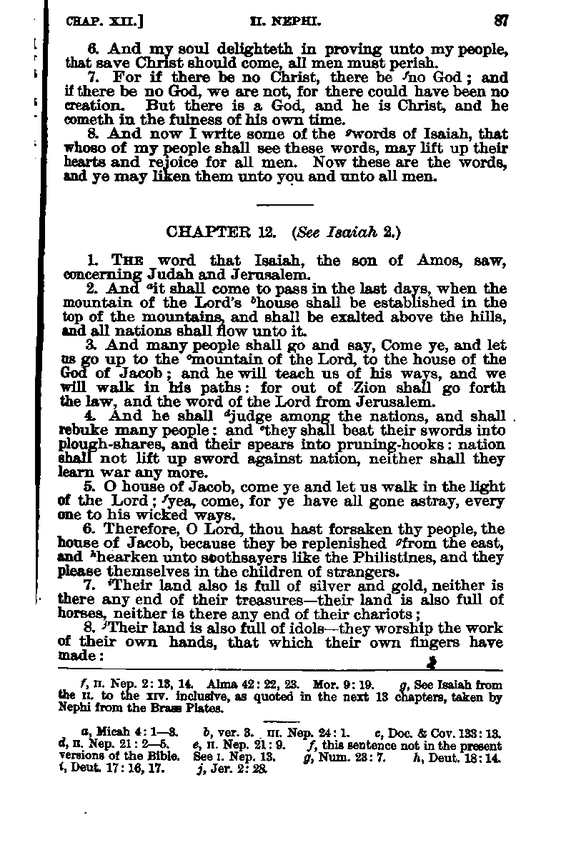 CHAP. XII.] II. NEPHI. 87
6. And my soul delighteth in proving unto my people,
that save Christ should come, all men must perish.
7. For if there be no Christ, there be fno God; and
if there be no God, we are not, for there could have been no
creation. But there is a God, and he is Christ, and he
cometh in the fulness of his own time.
8. And now I write some of the gwords of Isaiah, that
whoso of my people shall see these words, may lift up their
hearts and rejoice for all men. Now these are the words,
and ye may liken them unto you and unto all men.
CHAPTER 12. (See Isaiah 2.)
1. THE word that Isaiah, the son of Amos, saw,
concerning Judah and Jerusalem.
2. And ait shall come to pass in the last days, when the
mountain of the Lord's bhouse shall be established in the
top of the mountains, and shall be exalted above the hills,
and all nations shall flow unto it.
3. And many people shall go and say, Come ye, and let
us go up to the cmountain of the Lord, to the house of the
God of Jacob; and he will teach us of his ways, and we
will walk in his paths: for out of Zion shall go forth
the law, and the word of the Lord from Jerusalem.
4. And he shall djudge among the nations, and shall
rebuke many people: and ethey shall beat their swords into
plough-shares, and their spears into pruning-hooks: nation
shall not lift up sword against nation, neither shall they
learn war any more.
5. O house of Jacob, come ye and let us walk in the light
of the Lord; fyea, come, for ye have all gone astray, every
one to his wicked ways.
6. Therefore, O Lord, thou hast forsaken thy people, the
house of Jacob, because they be replenished gfrom the east,
and hhearken unto soothsayers like the Philistines, and they
please themselves in the children of strangers.
7. iTheir land also is full of silver and gold, neither is
there any end of their treasures—their land is also full of
horses, neither is there any end of their chariots;
8. jTheir land is also full of idols—they worship the work
of their own hands, that which their own fingers have
made:
f, II. Nep. 2:13, 14. Alma 42:22, 23. Mor. 9:19. g, See Isaiah from
the II. to the XIV. inclusive, as quoted in the next 13 chapters, taken by
Nephi from the Brass Plates.
a, Micah 4:1—3. b, ver. 3. III. Nep. 24:1. c, Doc. & Cov. 133:13.
d, II. Nep. 21:2—5. e, II. Nep. 21:9. f, this sentence not in the present
versions of the Bible. See I. Nep. 13. g, Num. 23:7. h, Deut. 18:14.
i, Deut. 17:16, 17. j, Jer. 2:28.